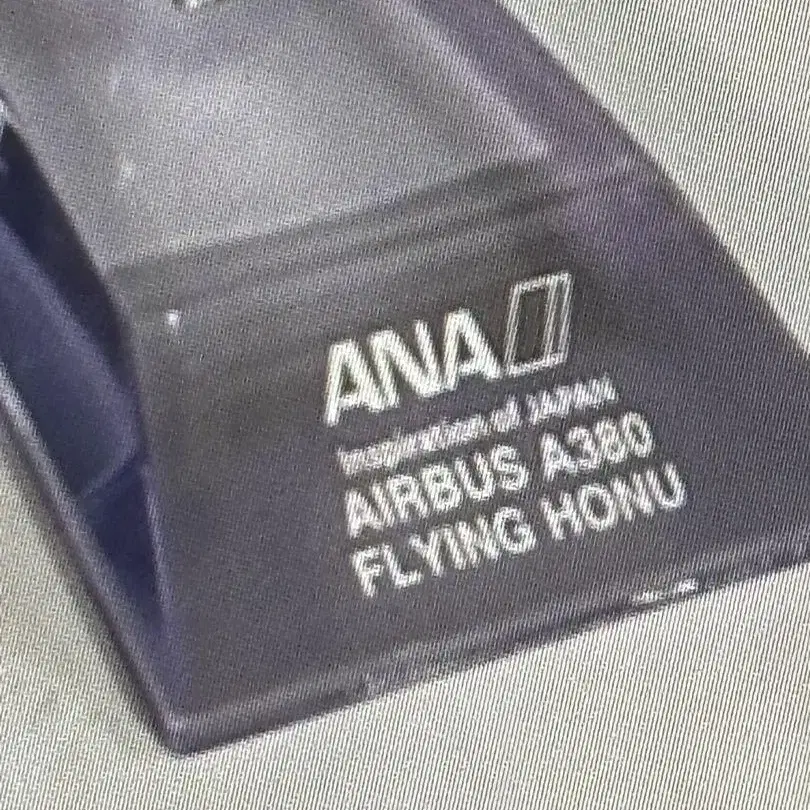 ANA
Inspiration of JAPAN
AIRBUS A380
FLYING HONU